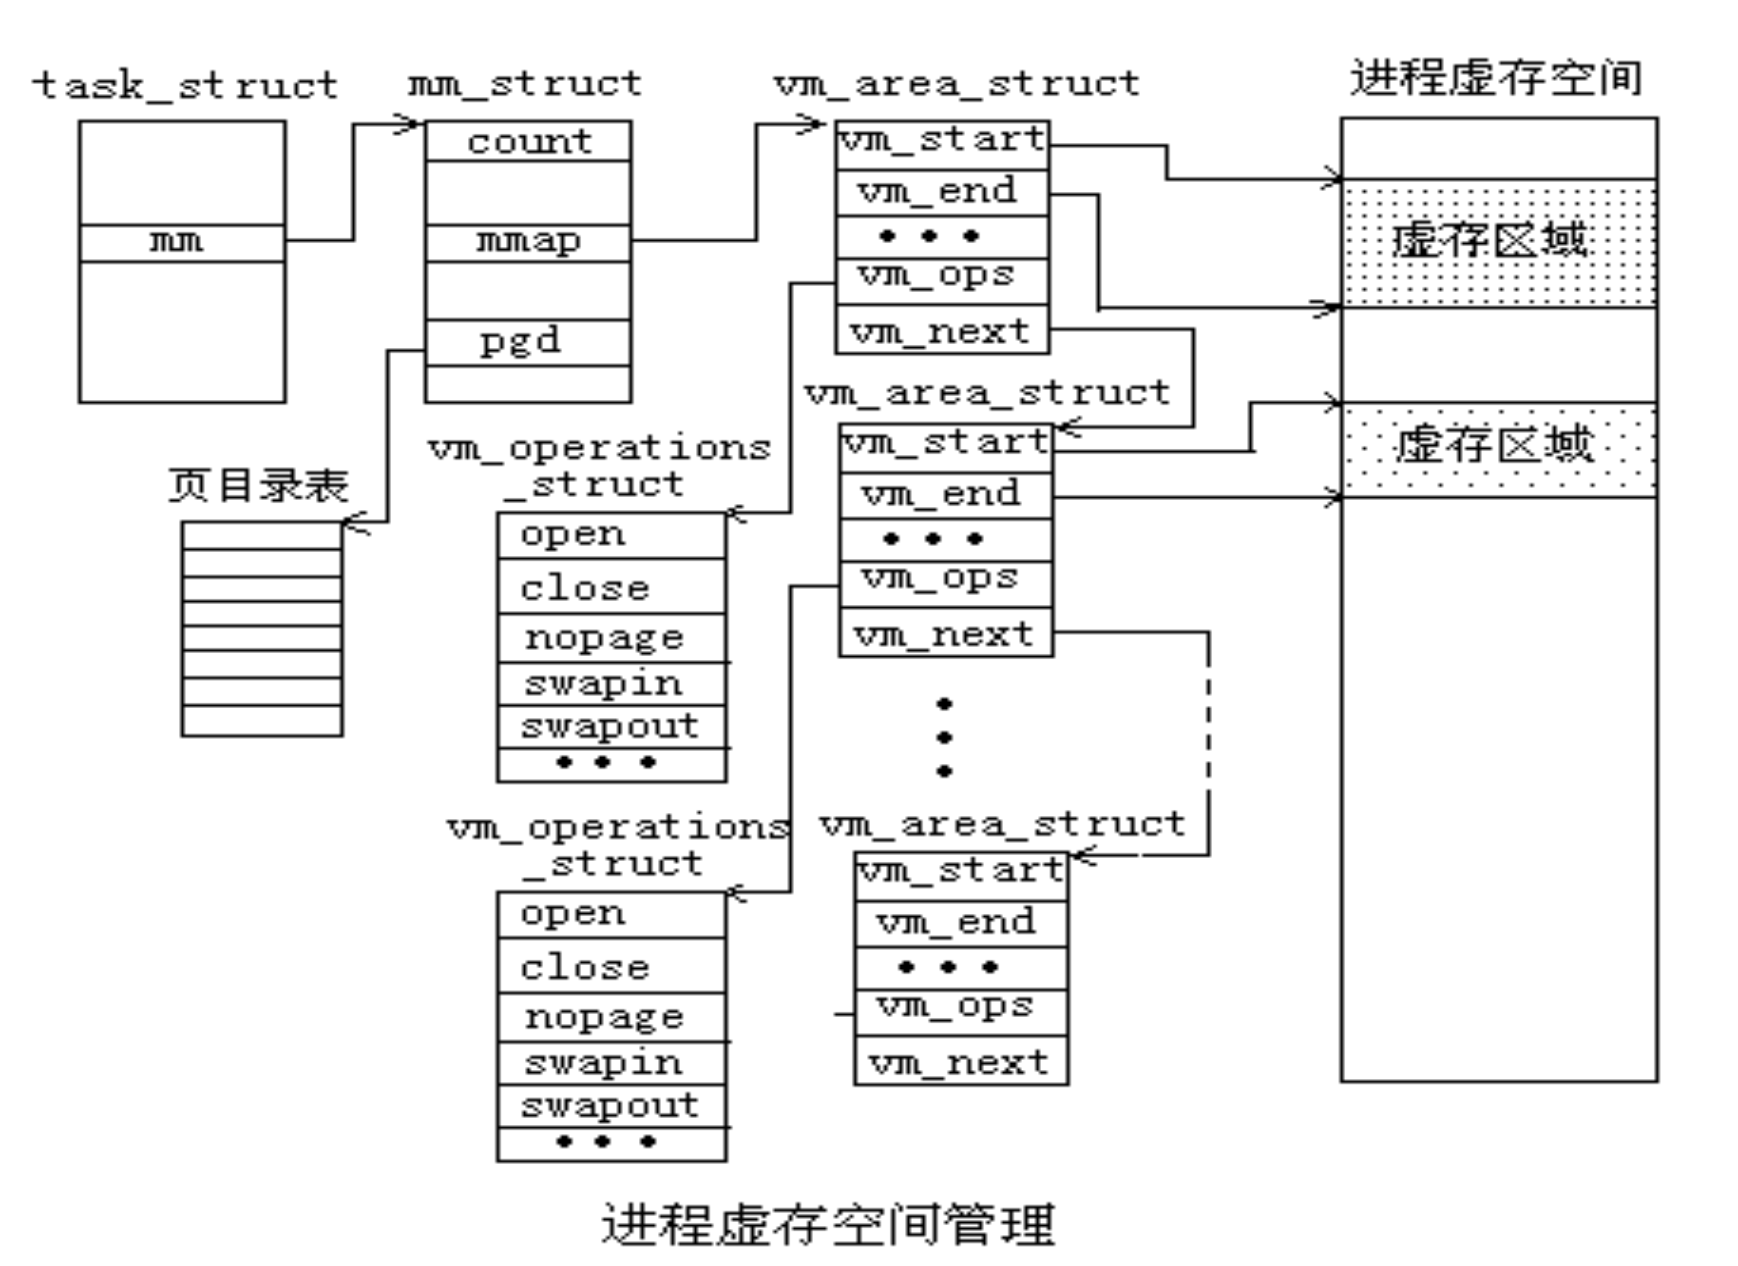 task_struct
mm
mm_struct
count
mmap
pgd
页目录表
vm_area_struct
vm_start
vm_end
• • •
vm_ops
vm_next
进程虚存空间
虚存区域
虚存区域
vm_area_struct
vm_start
vm_end
• • •
vm_ops
vm_next
vm_operations
_struct
open
close
nopage
swapin
swapout
• • •
vm_operations
_struct
open
close
nopage
swapin
swapout
• • •
vm_area_struct
vm_start
vm_end
• • •
vm_ops
vm_next
进程虚存空间管理